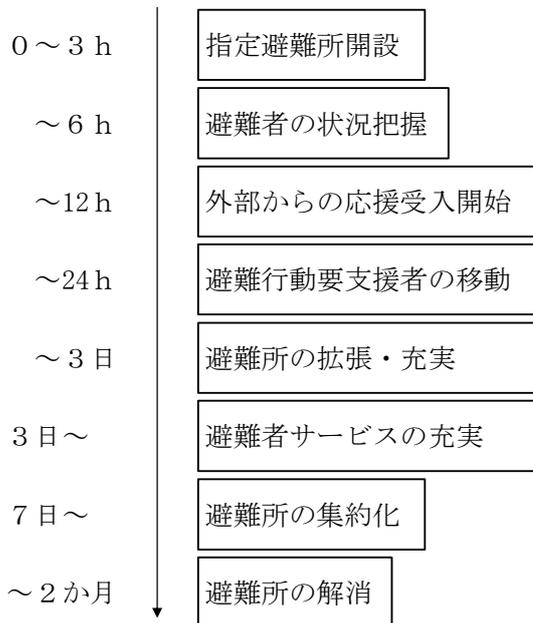 ０～３ｈ 指定避難所開設
～６ｈ 避難者の状況把握
～12ｈ 外部からの応援受入開始
～24ｈ 避難行動要支援者の移動
～３日 避難所の拡張・充実
３日～ 避難者サービスの充実
７日～ 避難所の集約化
～２か月 避難所の解消